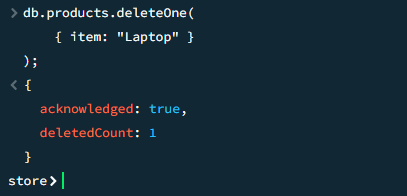 > db.products.deleteOne(
    { item: "Laptop" }
);
< {
  acknowledged: true,
  deletedCount: 1
}
store>